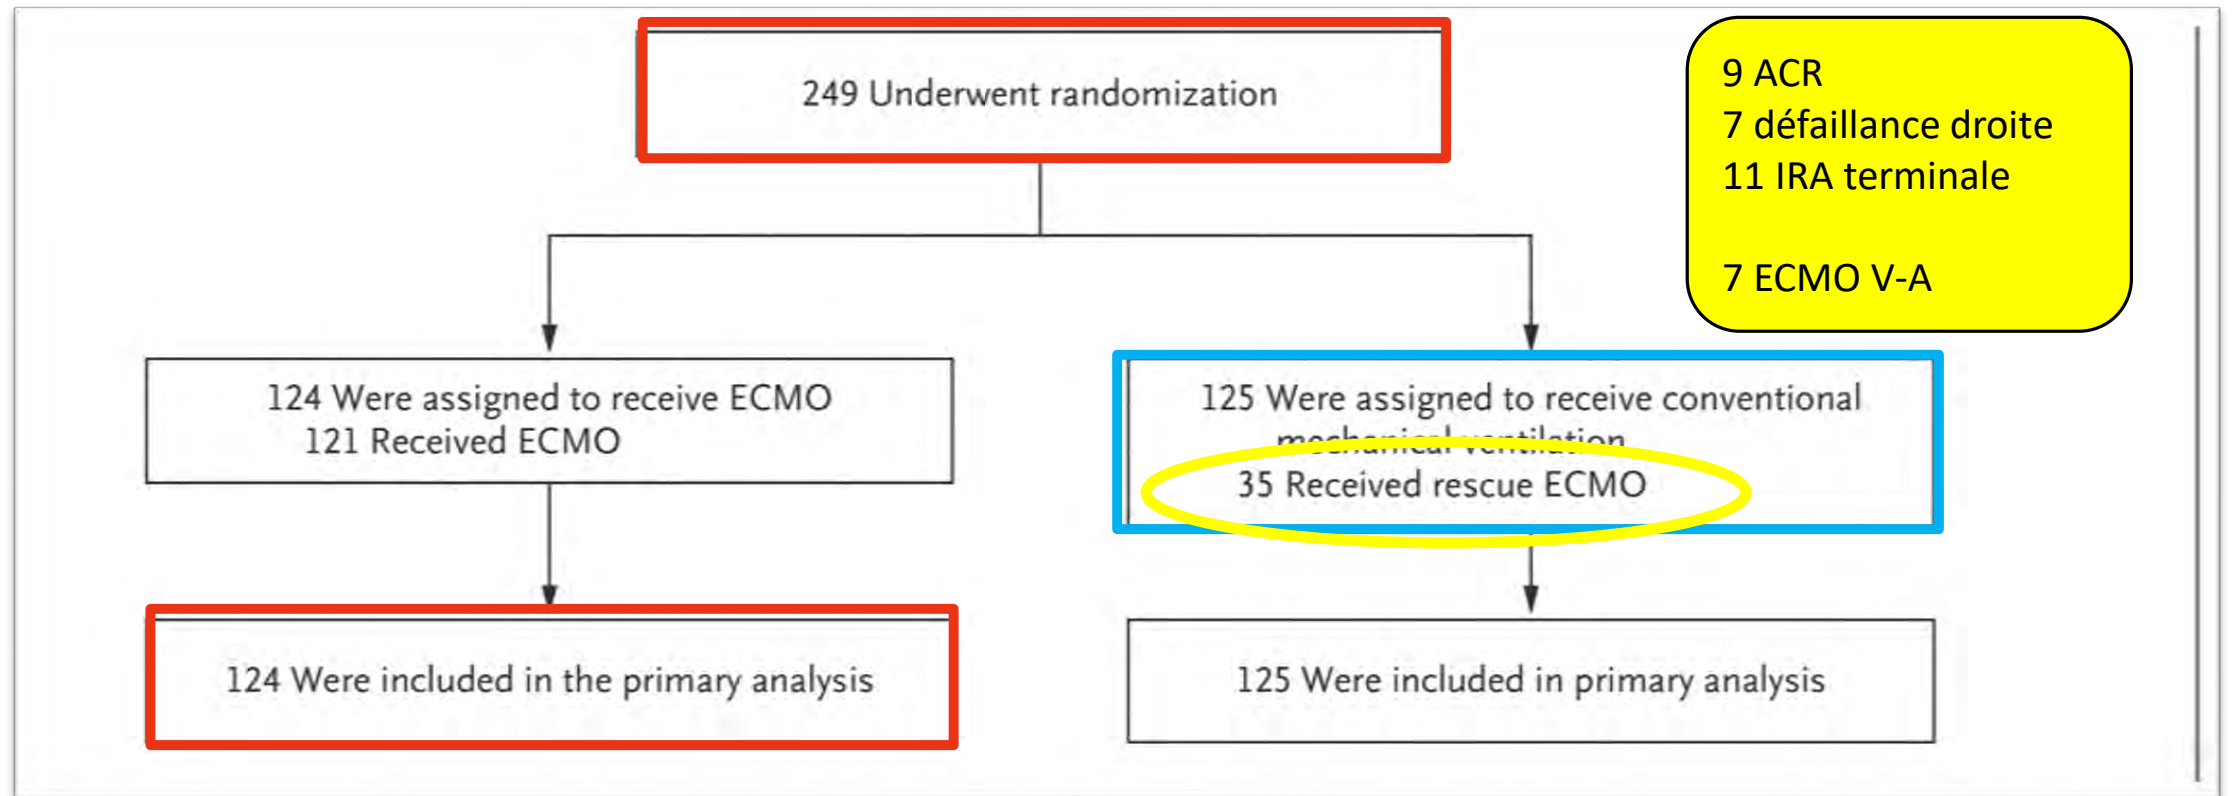 249 Underwent randomization
9 ACR
7 défaillance droite
11 IRA terminale
7 ECMO V-A
124 Were assigned to receive ECMO
121 Received ECMO
125 Were assigned to receive conventional
mechanical ventilation
35 Received rescue ECMO
124 Were included in the primary analysis
125 Were included in primary analysis